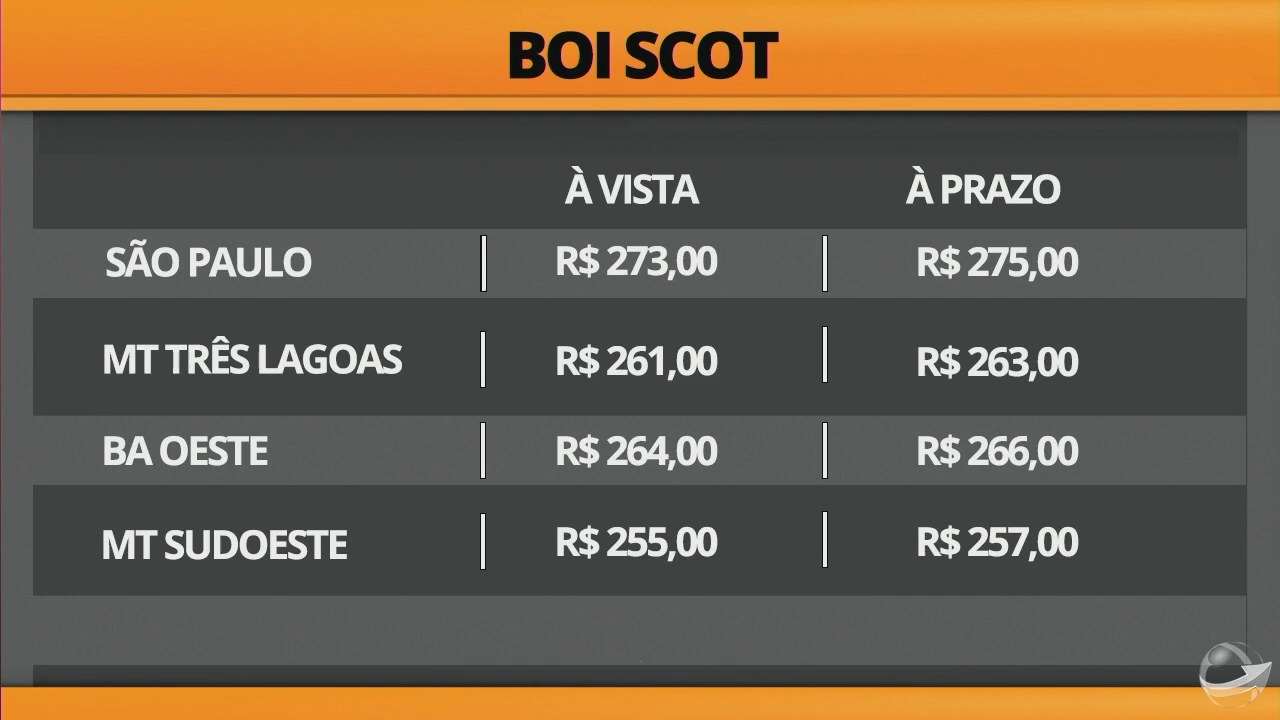 BOI SCOT
À VISTA À PRAZO
SÃO PAULO R$ 273,00 R$ 275,00
MT TRÊS LAGOAS R$ 261,00 R$ 263,00
BA OESTE R$ 264,00 R$ 266,00
MT SUDOESTE R$ 255,00 R$ 257,00